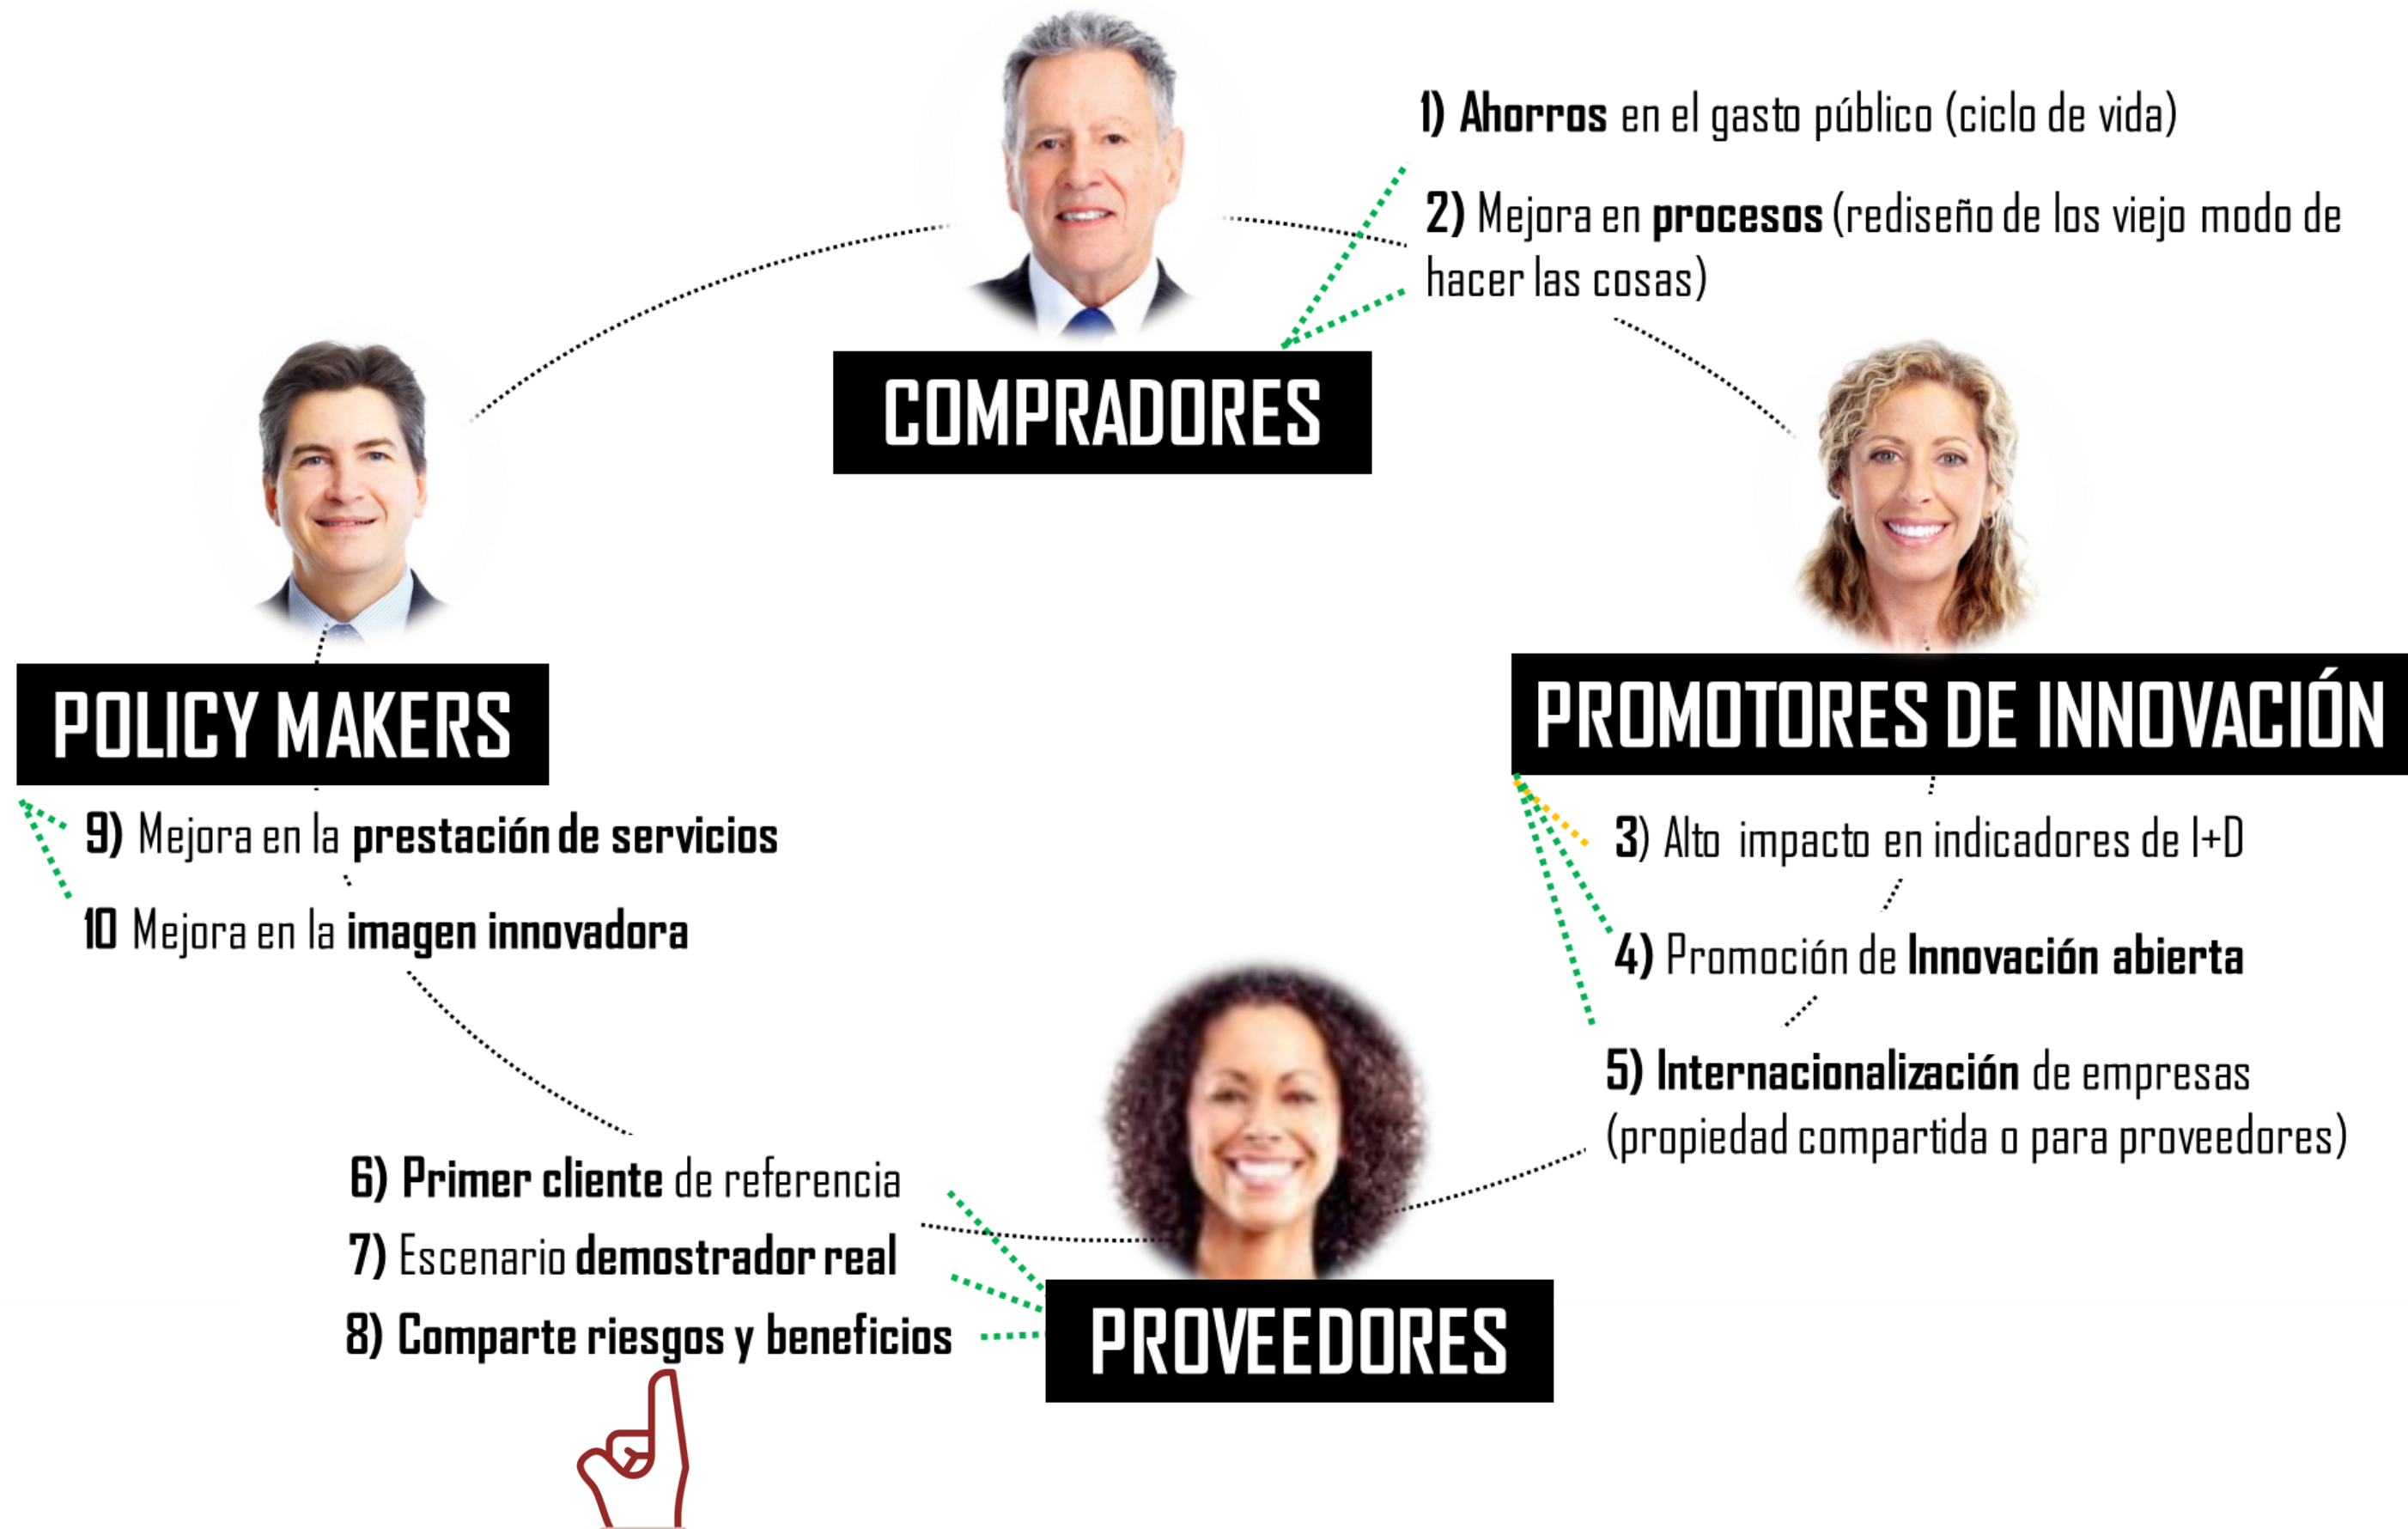 1) Ahorros en el gasto público (ciclo de vida)
2) Mejora en procesos (rediseño de los viejo modo de
hacer las cosas)
COMPRADORES
POLICY MAKERS
PROMOTORES DE INNOVACIÓN
9) Mejora en la prestación de servicios
10 Mejora en la imagen innovadora
3) Alto impacto en indicadores de I+D
4) Promoción de Innovación abierta
5) Internacionalización de empresas
(propiedad compartida o para proveedores)
6) Primer cliente de referencia
7) Escenario demostrador real
8) Comparte riesgos y beneficios
PROVEEDORES